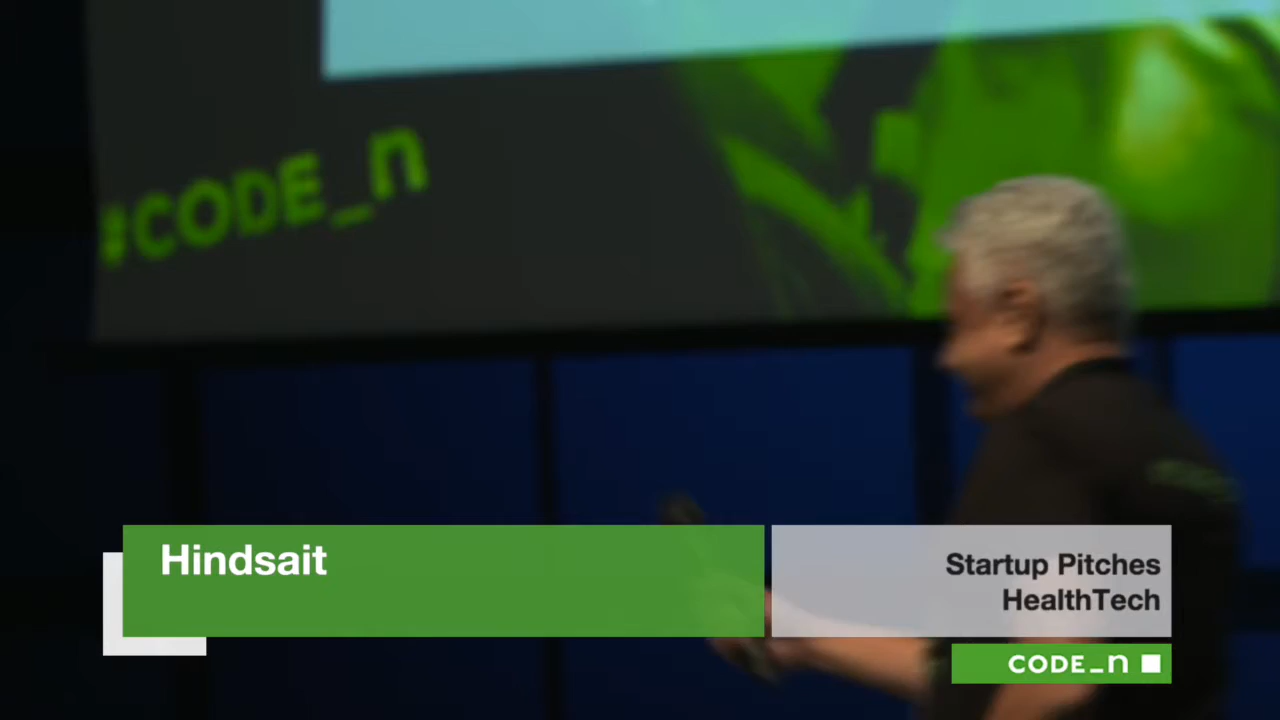 #CODE_n
Hindsait
Startup Pitches
HealthTech
CODE_n